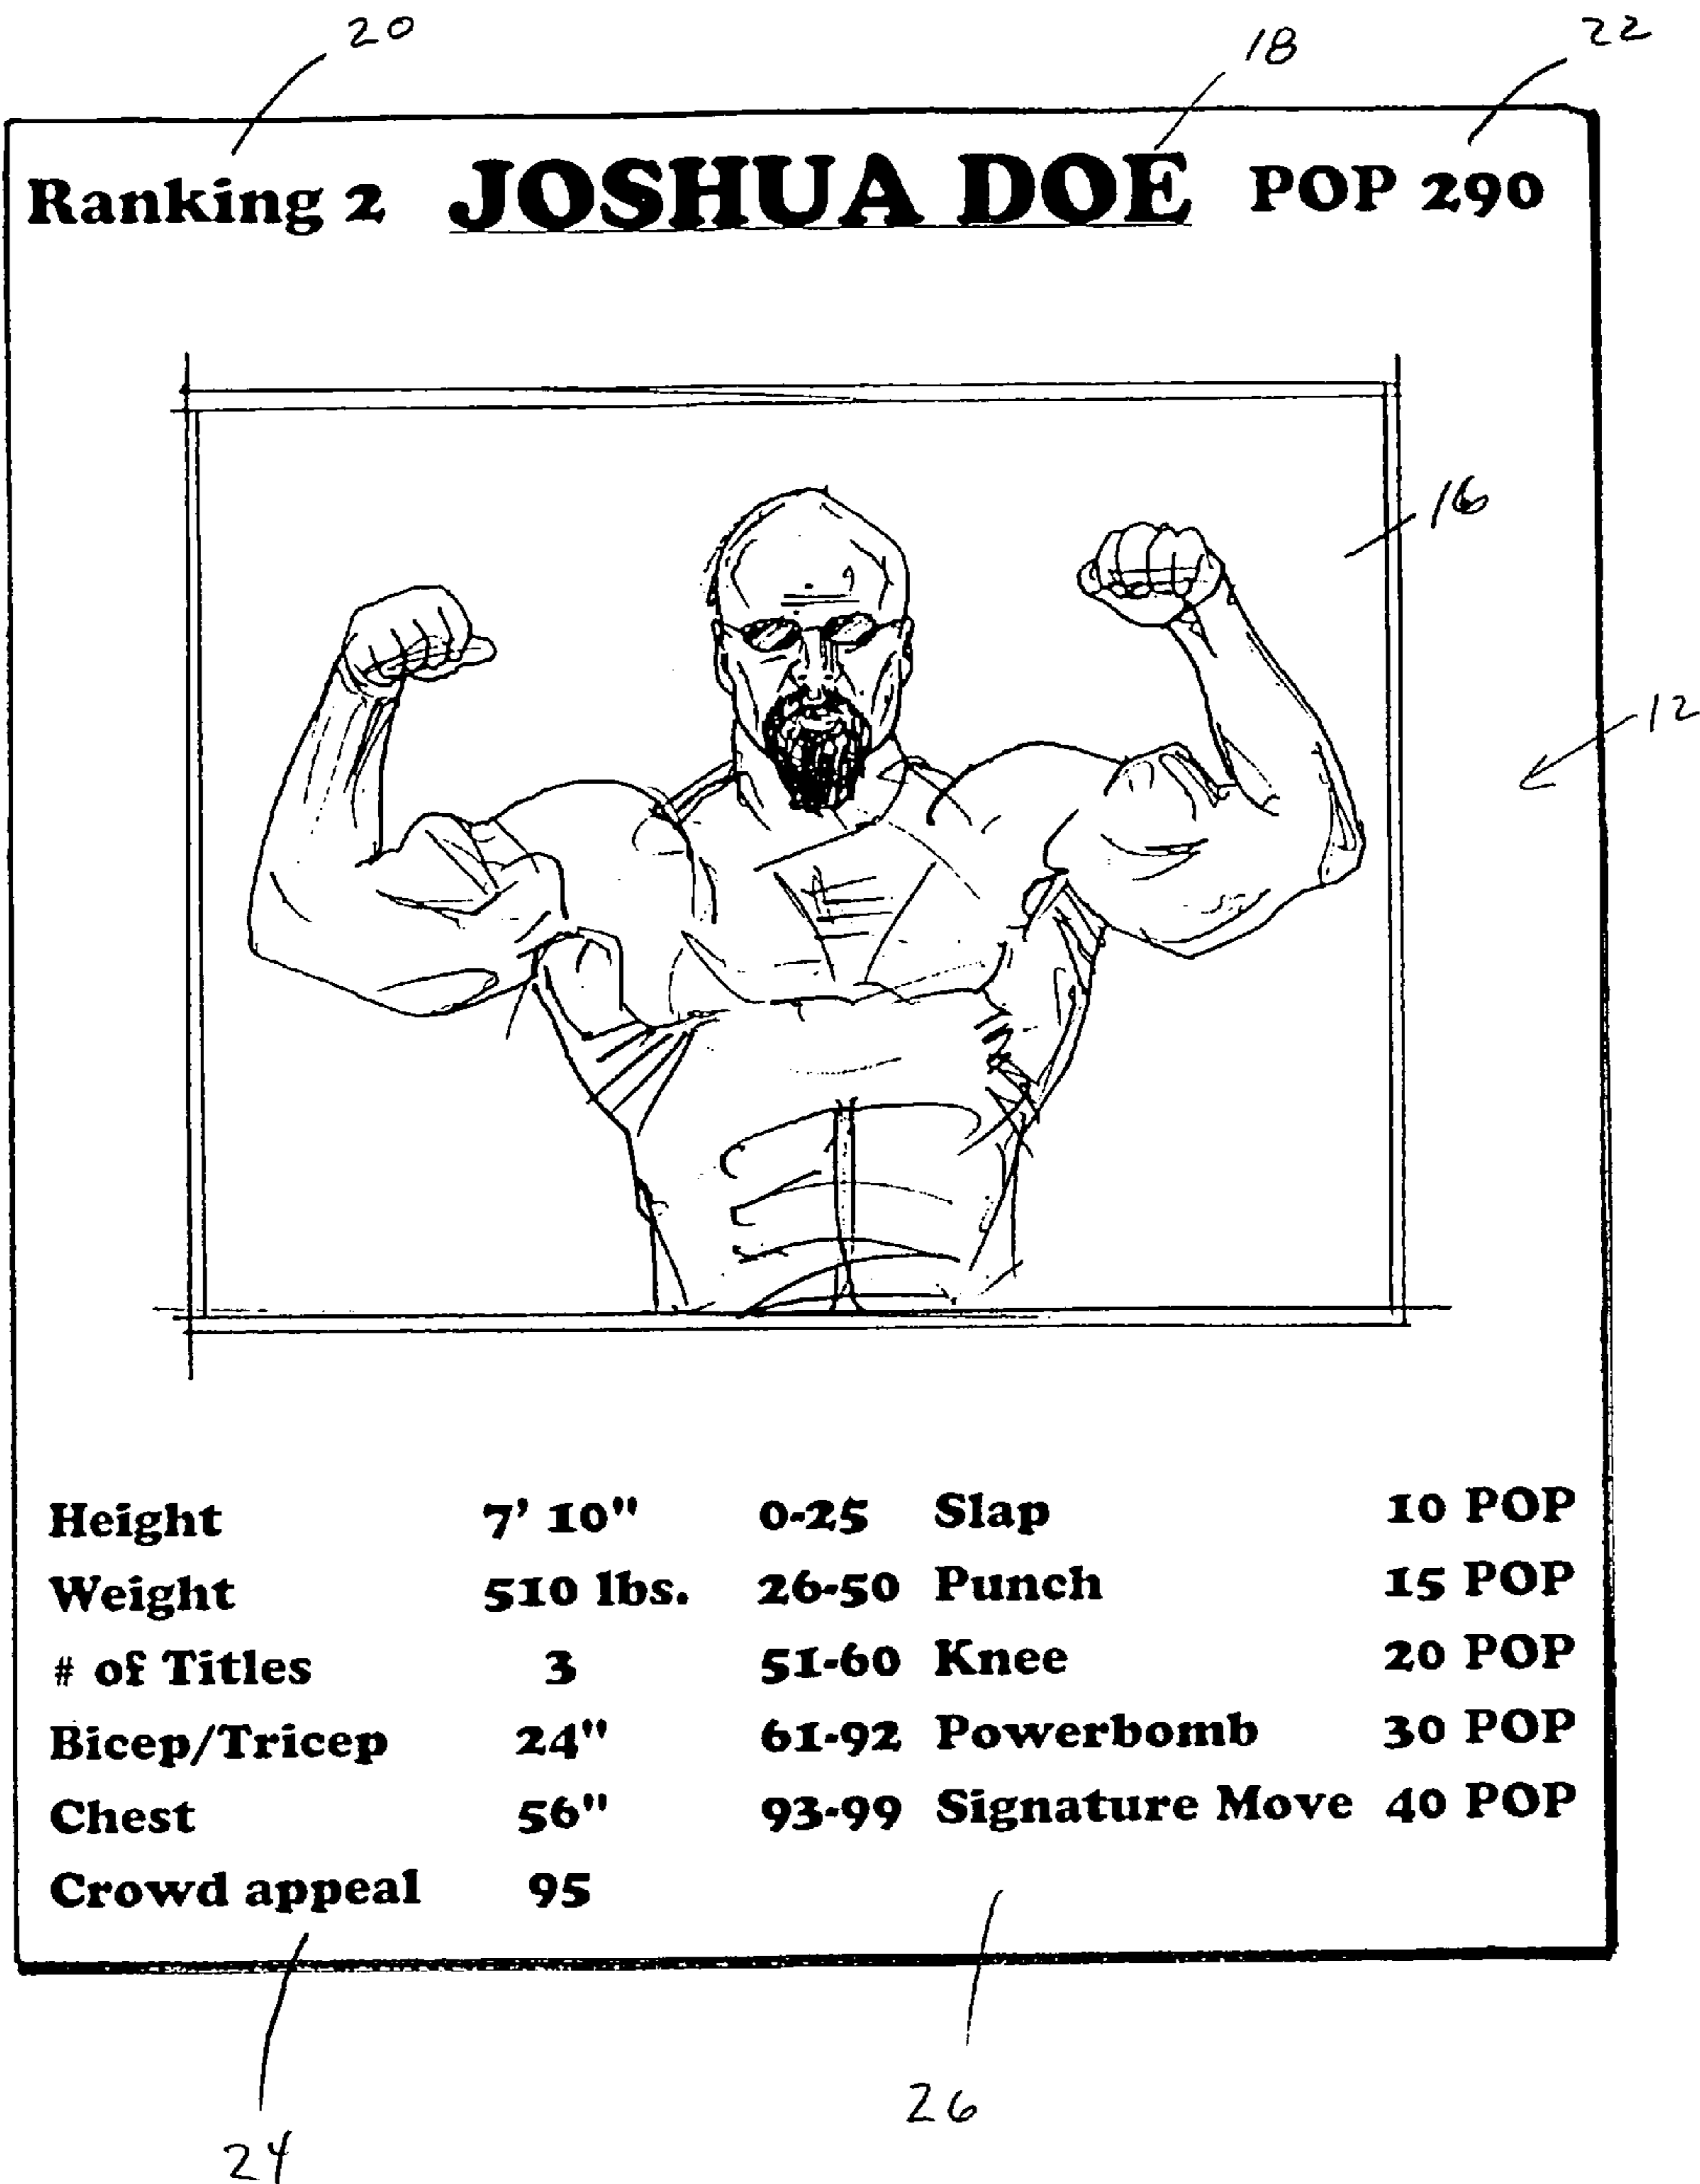 20 18 22
Ranking 2 JOSHUA DOE POP 290
16
12
Height 7' 10" 0-25 Slap 10 POP
Weight 510 lbs. 26-50 Punch 15 POP
# of Titles 3 51-60 Knee 20 POP
Bicep/Tricep 24" 61-92 Powerbomb 30 POP
Chest 56" 93-99 Signature Move 40 POP
Crowd appeal 95
26
24